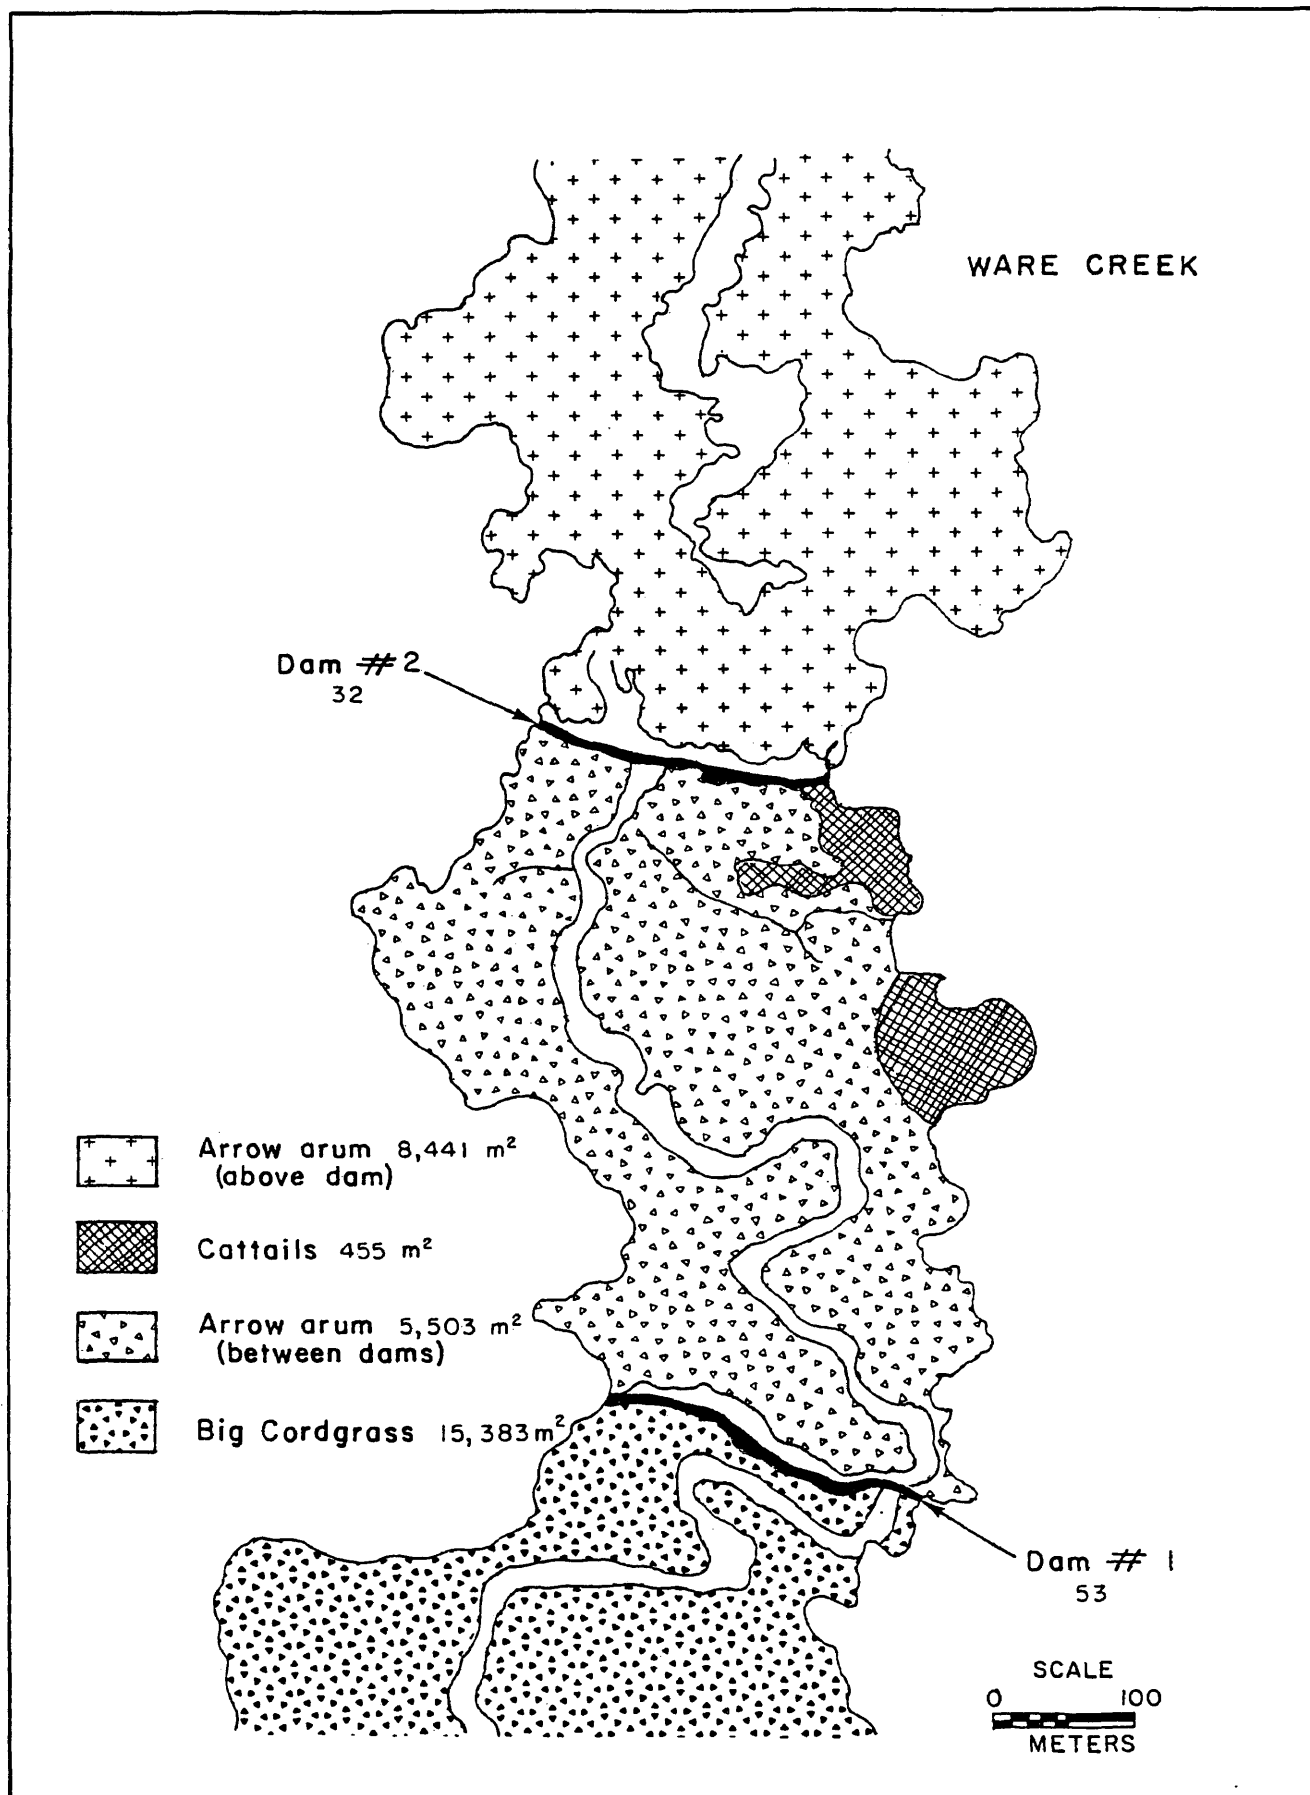 WARE CREEK
Dam # 2
32
Arrow arum 8,441 m²
(above dam)
Cattails 455 m²
Arrow arum 5,503 m²
(between dams)
Big Cordgrass 15,383 m²
Dam # 1
53
SCALE
0 100
METERS